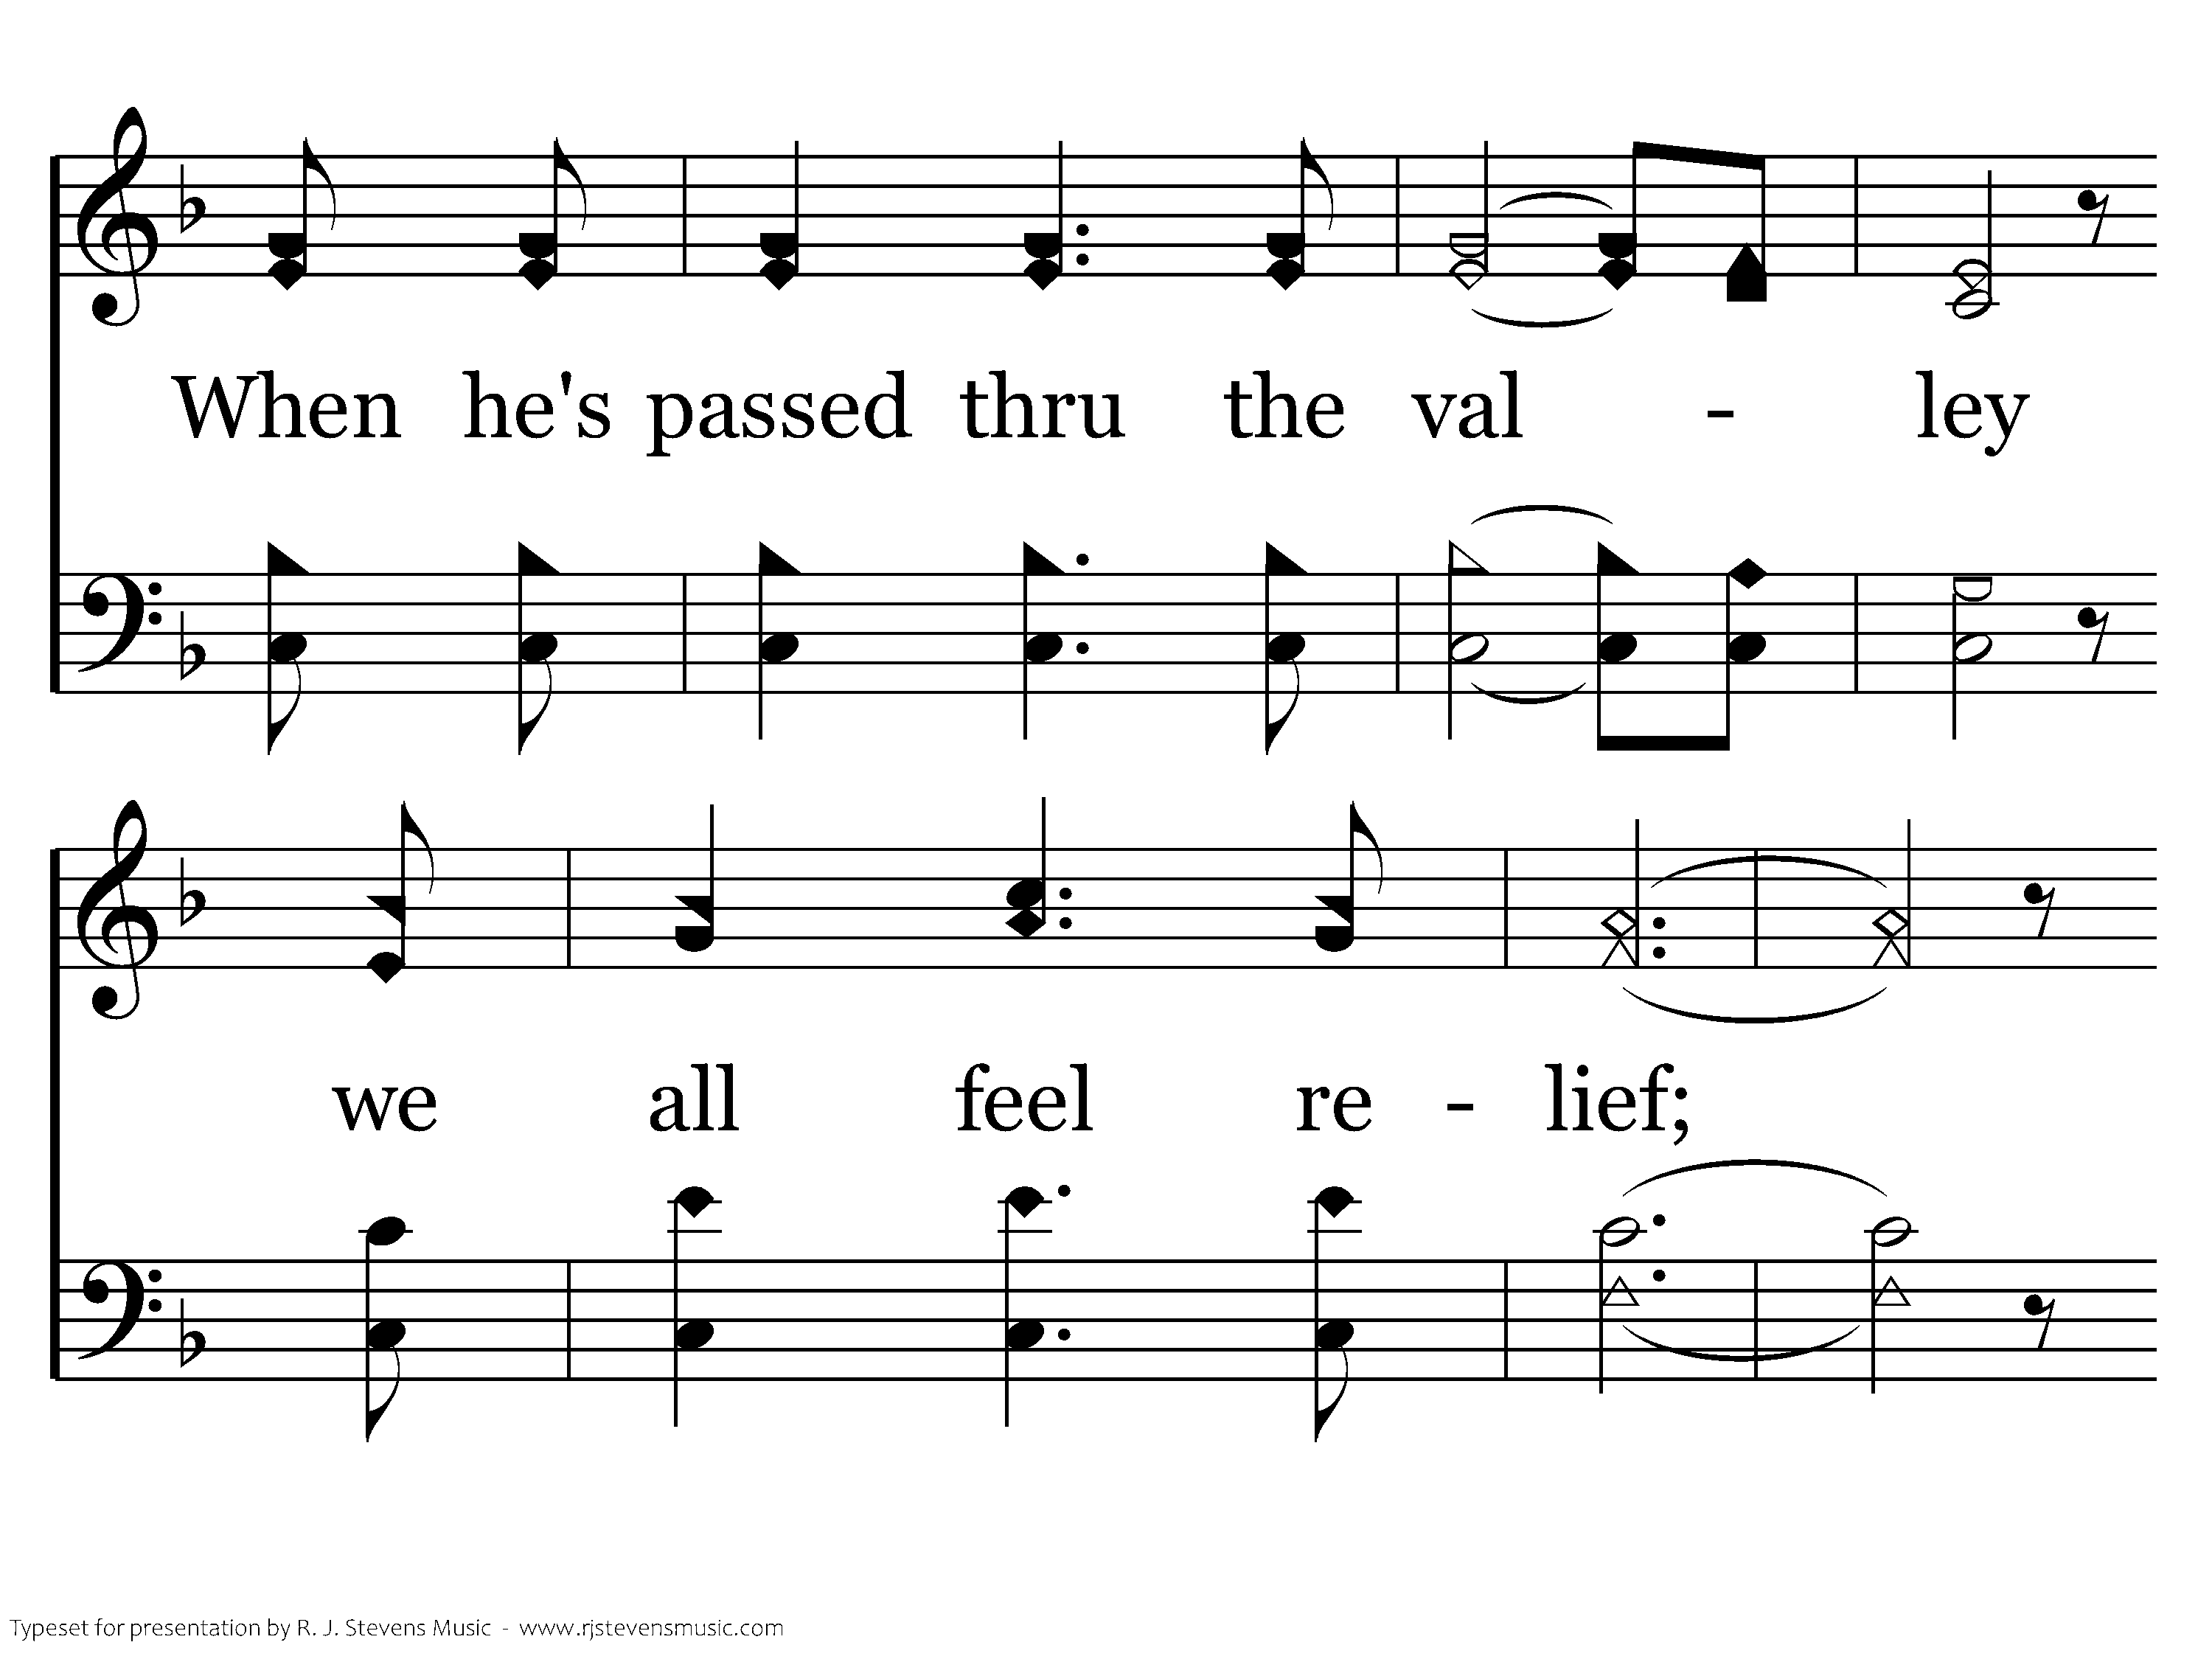 When he's passed thru the val - ley
we all feel re - lief;
Typeset for presentation by R. J. Stevens Music - www.rjstevensmusic.com